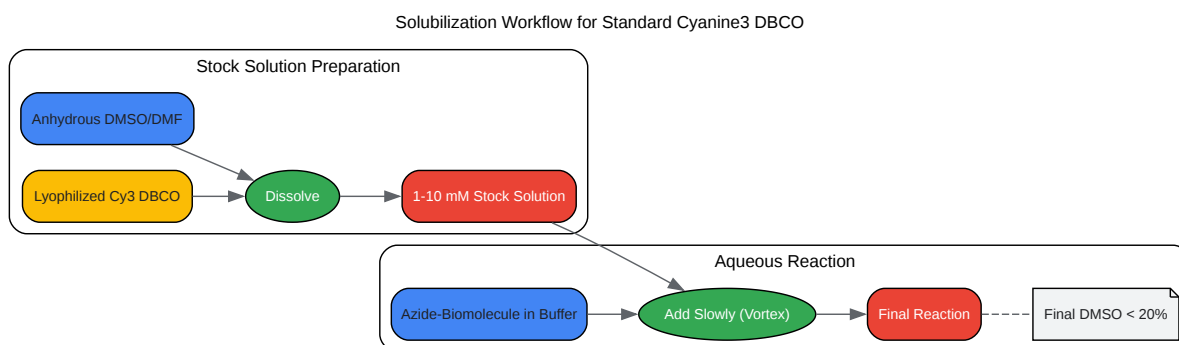 Solubilization Workflow for Standard Cyanine3 DBCO
Stock Solution Preparation
Anhydrous DMSO/DMF
Lyophilized Cy3 DBCO
Dissolve
1-10 mM Stock Solution
Aqueous Reaction
Azide-Biomolecule in Buffer
Add Slowly (Vortex)
Final Reaction
Final DMSO < 20%